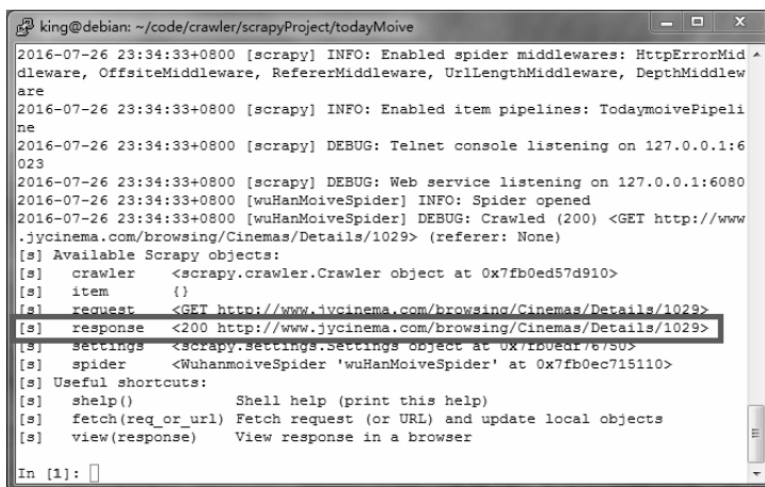 king@debian: ~/code/crawler/scrapyProject/todayMoive
2016-07-26 23:34:33+0800 [scrapy] INFO: Enabled spider middlewares: HttpErrorMid
dleware, OffsiteMiddleware, RefererMiddleware, UrlLengthMiddleware, DepthMiddlew
are
2016-07-26 23:34:33+0800 [scrapy] INFO: Enabled item pipelines: TodaymoivePipeli
ne
2016-07-26 23:34:33+0800 [scrapy] DEBUG: Telnet console listening on 127.0.0.1:6
023
2016-07-26 23:34:33+0800 [scrapy] DEBUG: Web service listening on 127.0.0.1:6080
2016-07-26 23:34:33+0800 [wuHanMoiveSpider] INFO: Spider opened
2016-07-26 23:34:33+0800 [wuHanMoiveSpider] DEBUG: Crawled (200) <GET http://www
.jycinema.com/browsing/Cinemas/Details/1029> (referer: None)
[s] Available Scrapy objects:
[s]   crawler    <scrapy.crawler.Crawler object at 0x7fb0ed57d910>
[s]   item       {}
[s]   request    <GET http://www.jycinema.com/browsing/Cinemas/Details/1029>
[s]   response   <200 http://www.jycinema.com/browsing/Cinemas/Details/1029>
[s]   settings   <scrapy.settings.Settings object at 0x7fb0edf76750>
[s]   spider     <WuhanmoiveSpider 'wuHanMoiveSpider' at 0x7fb0ec715110>
[s] Useful shortcuts:
[s]   shelp()           Shell help (print this help)
[s]   fetch(req_or_url) Fetch request (or URL) and update local objects
[s]   view(response)    View response in a browser
In [1]: